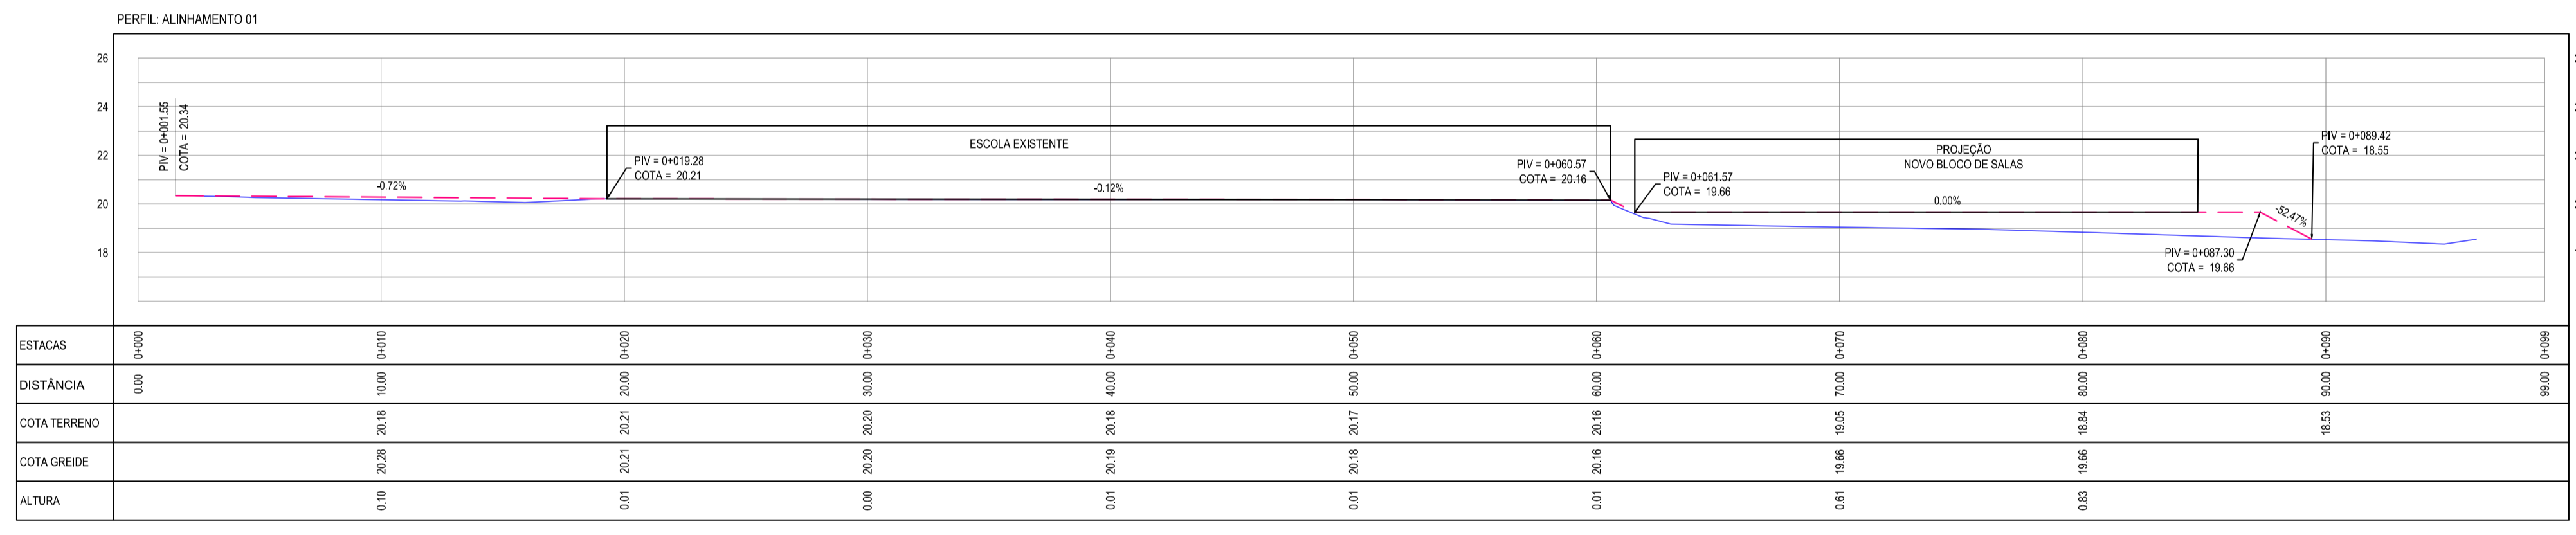 PERFIL: ALINHAMENTO 01
26
24
22
20
18
PIV = 0+001.55
COTA = 20.34
-0.72%
PIV = 0+019.28
COTA = 20.21
ESCOLA EXISTENTE
-0.12%
PIV = 0+060.57
COTA = 20.16
PIV = 0+061.57
COTA = 19.66
PROJEÇÃO
NOVO BLOCO DE SALAS
0.00%
-52.47%
PIV = 0+089.42
COTA = 18.55
PIV = 0+087.30
COTA = 19.66
ESTACAS 0+000 0+010 0+020 0+030 0+040 0+050 0+060 0+070 0+080 0+090 0+099
DISTÂNCIA 0.00 10.00 20.00 30.00 40.00 50.00 60.00 70.00 80.00 90.00 99.00
COTA TERRENO 20.18 20.21 20.20 20.18 20.17 20.16 19.05 18.84 18.53
COTA GREIDE 20.28 20.21 20.20 20.19 20.18 20.16 19.66 19.66
ALTURA 0.10 0.01 0.00 0.01 0.01 0.01 0.61 0.83